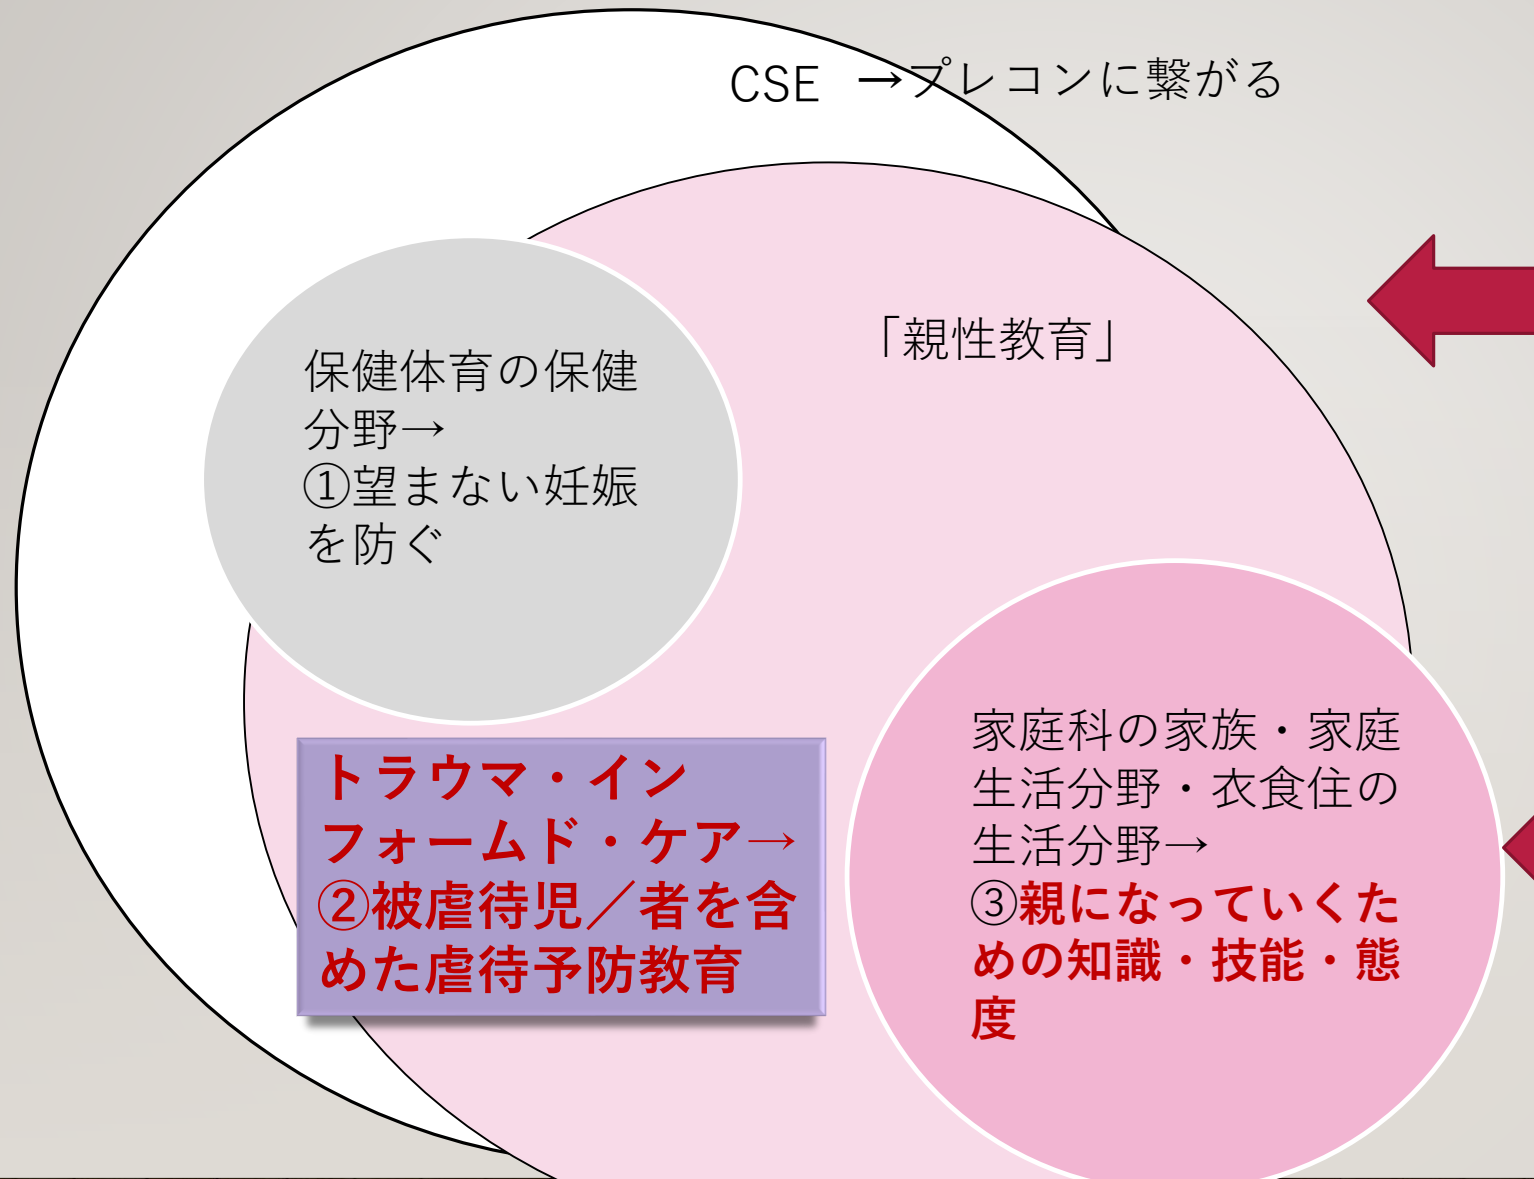 CSE →プレコンに繋がる
「親性教育」
保健体育の保健
分野→
①望まない妊娠
を防ぐ
トラウマ・イン
フォームド・ケア→
②被虐待児／者を含
めた虐待予防教育
家庭科の家族・家庭
生活分野・衣食住の
生活分野→
③親になっていくた
めの知識・技能・態
度